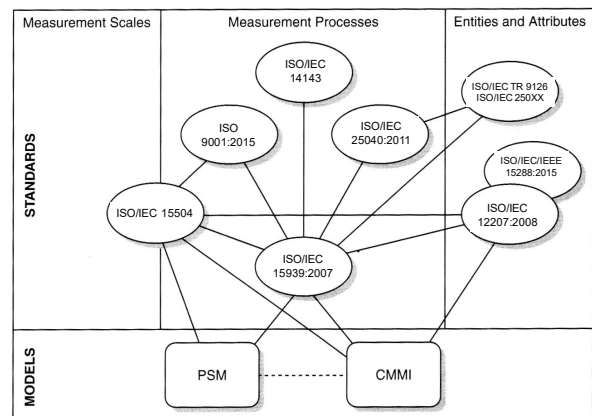 Measurement Scales
Measurement Processes
Entities and Attributes
STANDARDS
ISO/IEC
14143
ISO/IEC TR 9126
ISO/IEC 250XX
ISO
9001:2015
ISO/IEC
25040:2011
ISO/IEC/IEEE
15288:2015
ISO/IEC 15504
ISO/IEC
12207:2008
ISO/IEC
15939:2007
MODELS
PSM
CMMI